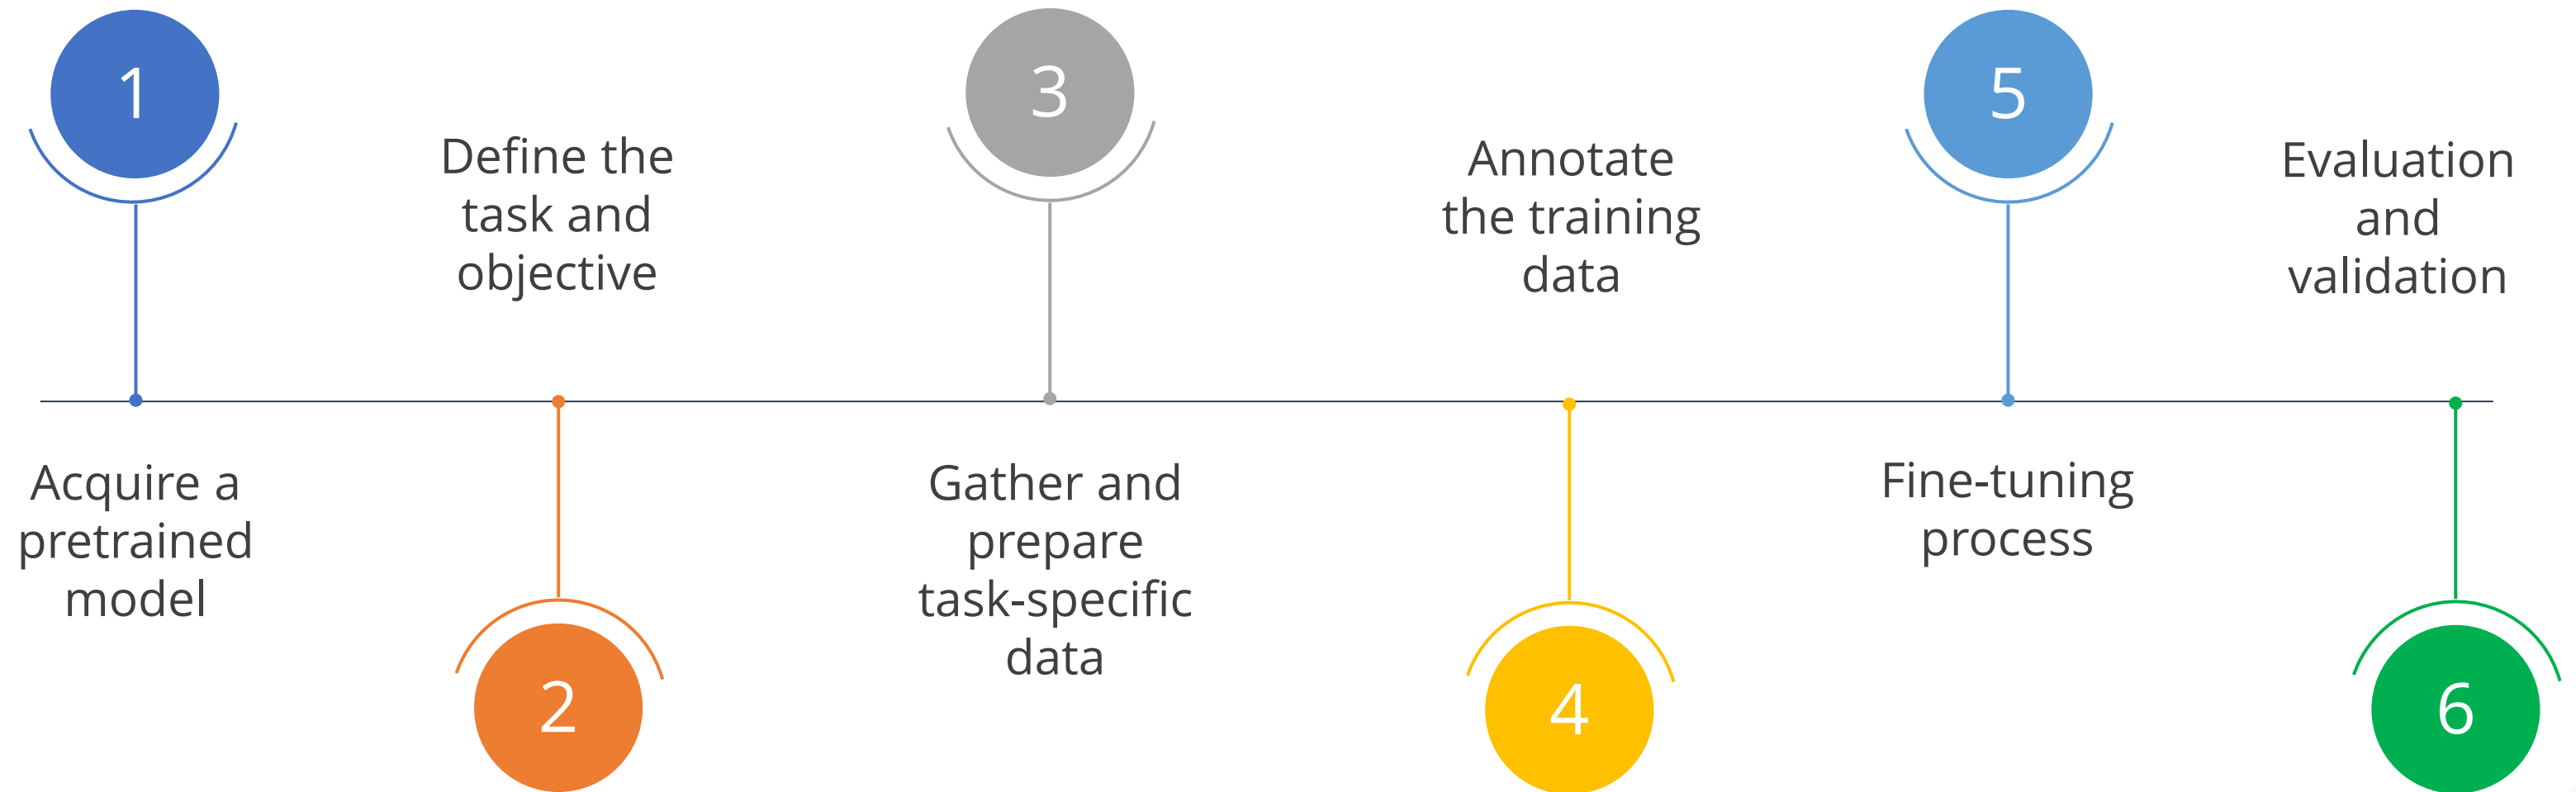 1
Acquire a
pretrained
model
2
Define the
task and
objective
3
Gather and
prepare
task-specific
data
4
Annotate
the training
data
5
Fine-tuning
process
6
Evaluation
and
validation